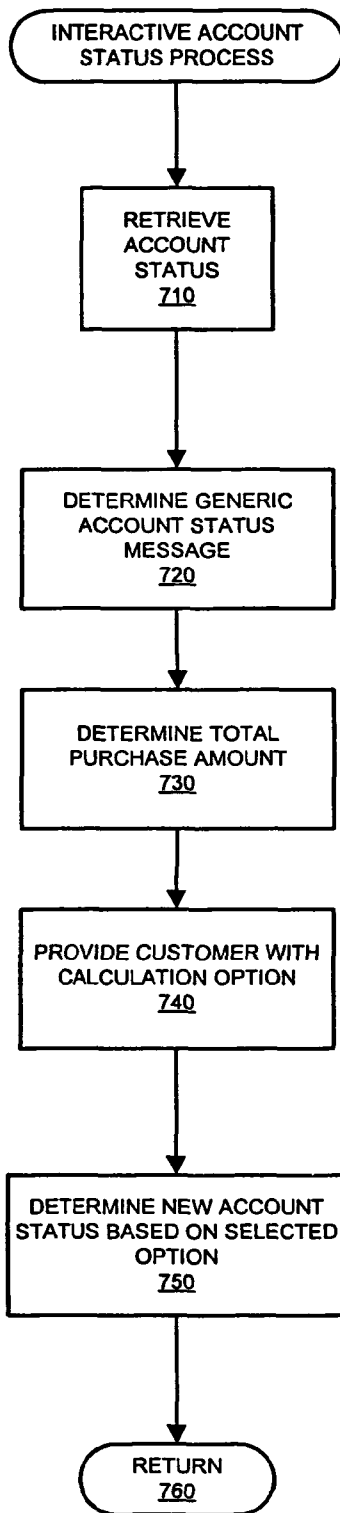 INTERACTIVE ACCOUNT
STATUS PROCESS
RETRIEVE
ACCOUNT
STATUS
710
DETERMINE GENERIC
ACCOUNT STATUS
MESSAGE
720
DETERMINE TOTAL
PURCHASE AMOUNT
730
PROVIDE CUSTOMER WITH
CALCULATION OPTION
740
DETERMINE NEW ACCOUNT
STATUS BASED ON SELECTED
OPTION
750
RETURN
760